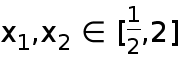 x₁,x₂ ∈ [½,2]